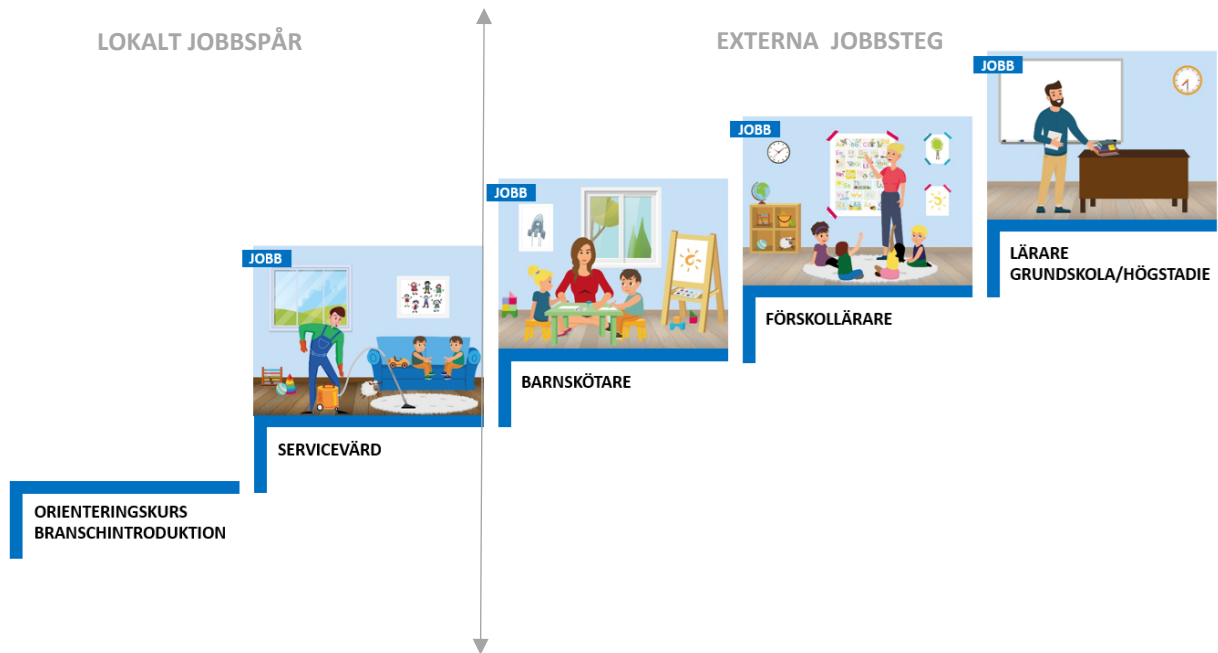 LOKALT JOBBSPÅR
EXTERNA JOBBSTEG
JOBB
LÄRARE
GRUNDSKOLA/HÖGSTADIE
JOBB
FÖRSKOLLÄRARE
JOBB
BARNSKÖTARE
JOBB
SERVICEVÄRD
ORIENTERINGSKURS
BRANSCHINTRODUKTION